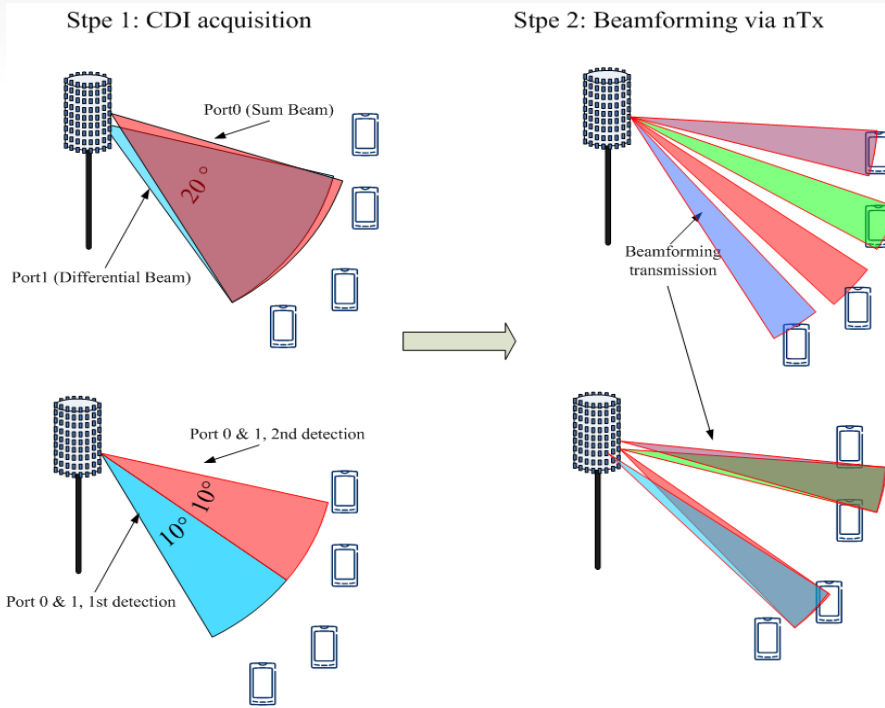 Stpe 1: CDI acquisition
Stpe 2: Beamforming via nTx
Port0 (Sum Beam)
20°
Port1 (Differential Beam)
Beamforming
transmission
Port 0 & 1, 2nd detection
10°
10°
Port 0 & 1, 1st detection